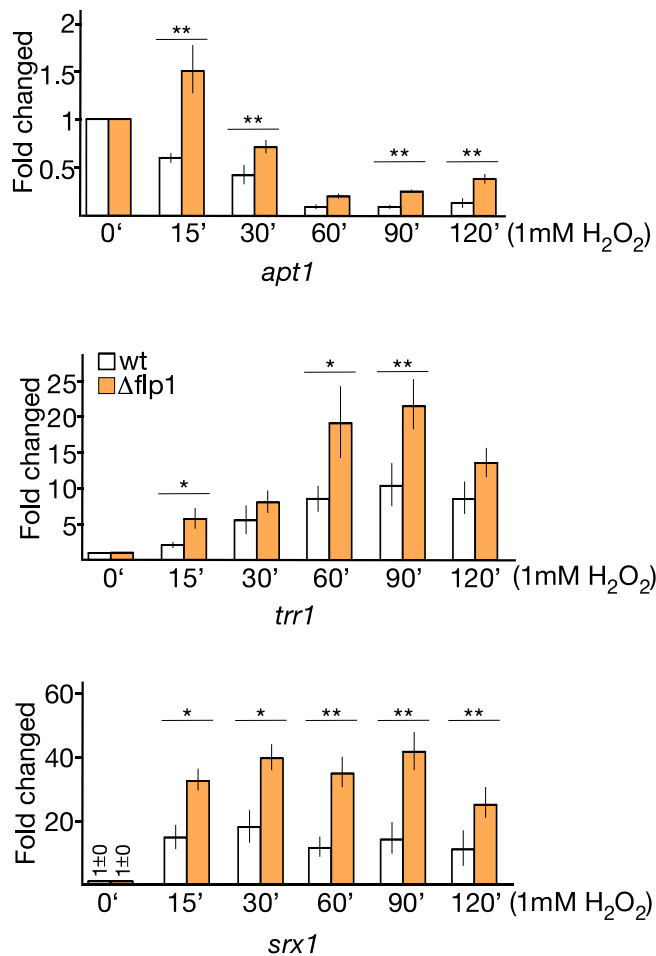 2
**
1.5
**
1
**
**
0.5
Fold changed
0‘ 15’ 30’ 60’ 90’ 120’ (1mM H₂O₂)
apt1
wt
Δflp1
* **
25
20
15
*
10
5
Fold changed
0‘ 15’ 30’ 60’ 90’ 120’ (1mM H₂O₂)
trr1
60
* * ** ** **
40
20
Fold changed
1±0 1±0
0‘ 15’ 30’ 60’ 90’ 120’ (1mM H₂O₂)
srx1